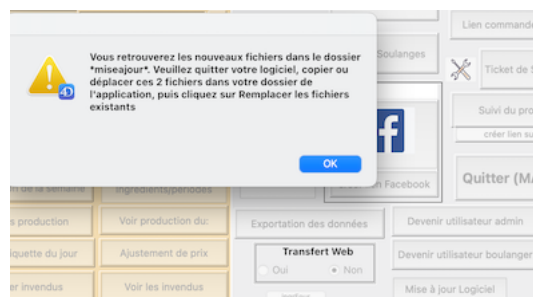 Lien commande
Vous retrouverez les nouveaux fichiers dans le dossier
*miseajour*. Veuillez quitter votre logiciel, copier ou
déplacer ces 2 fichiers dans votre dossier de
l'application, puis cliquez sur Remplacer les fichiers
existants
Soulanges
Ticket de
Suivi du pro
créer lien su
OK
Facebook
Quitter (MA
de la semaine
ingrédients/périodes
production
Voir production du:
Exportation des données
Devenir utilisateur admin
iquette du jour
Ajustement de prix
Transfert Web
Oui
Non
Devenir utilisateur boulanger
er invendus
Voir les invendus
Mise à jour Logiciel